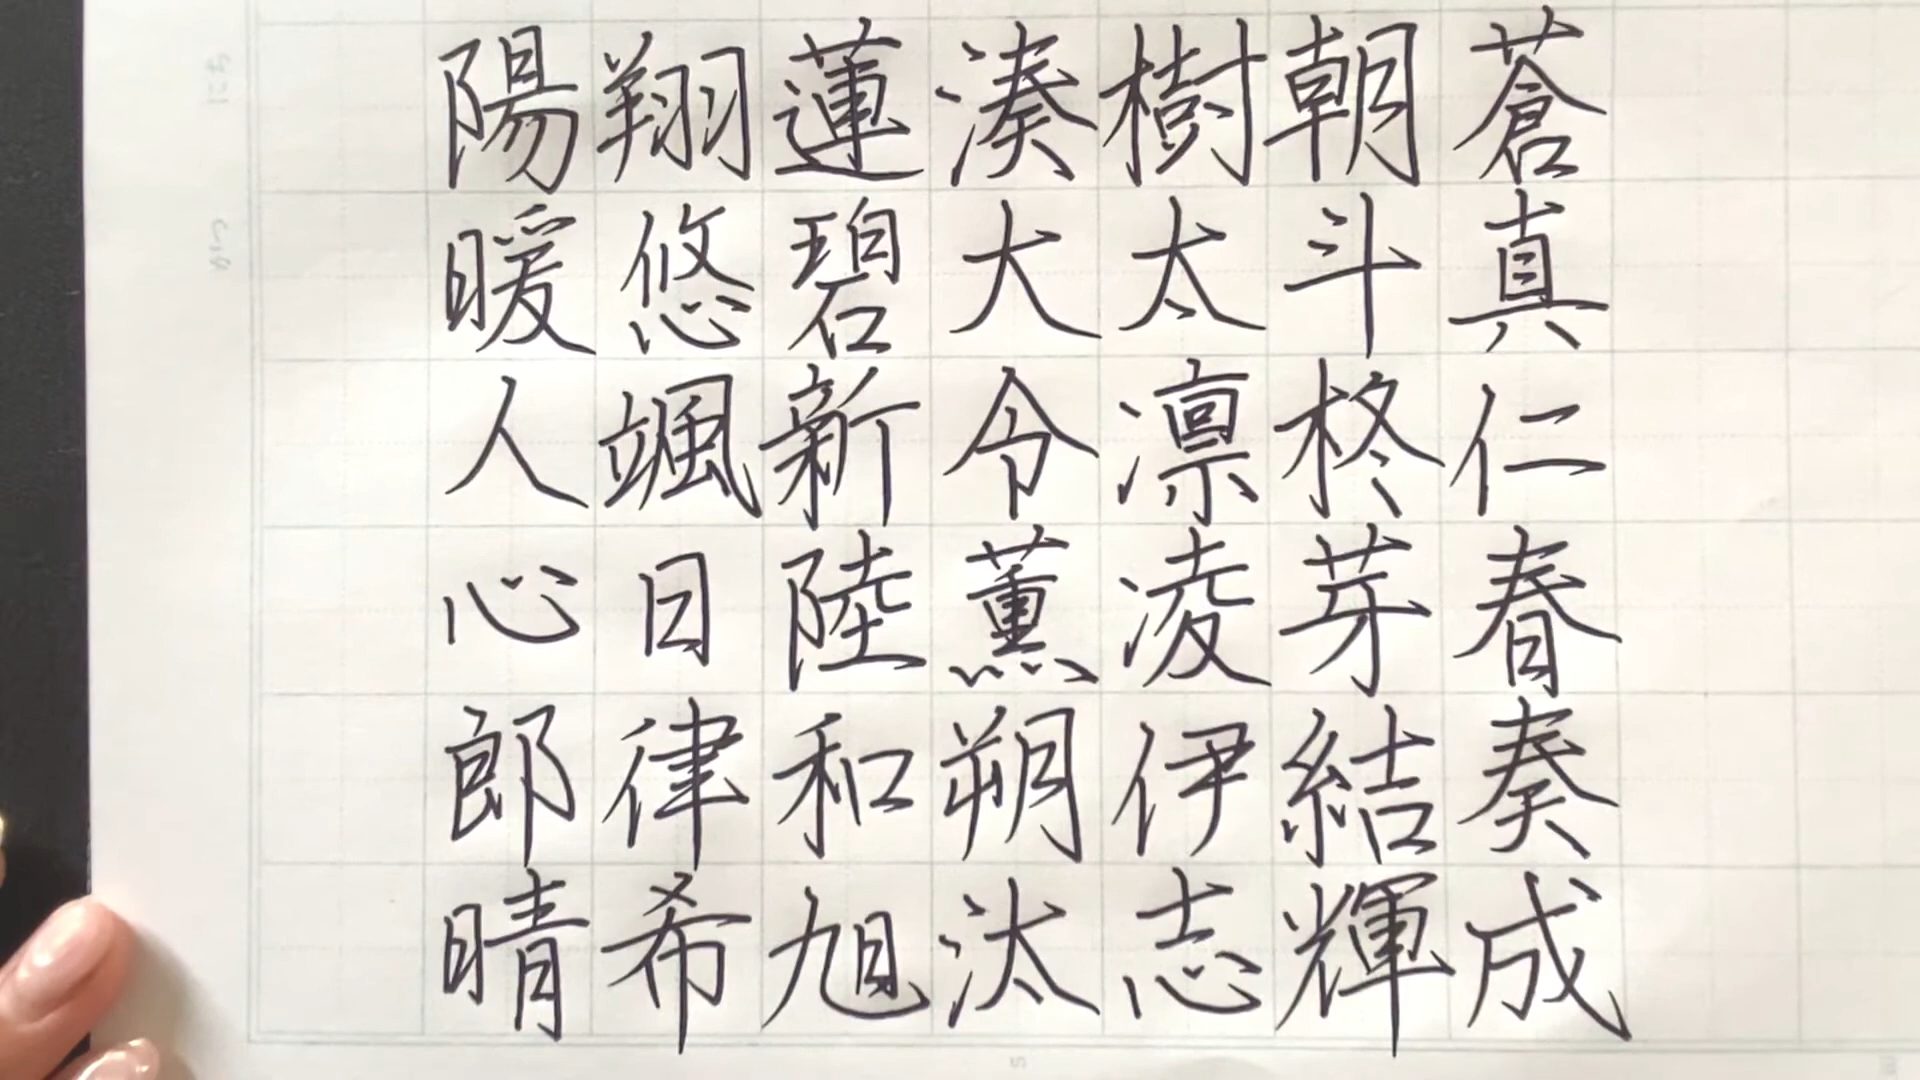 蒼真仁春奏成
朝斗柊芽結輝
樹太凛凌伊志
湊大令薫朔汰
蓮碧新陸和旭
翔悠颯日律希
陽暖人心郎晴